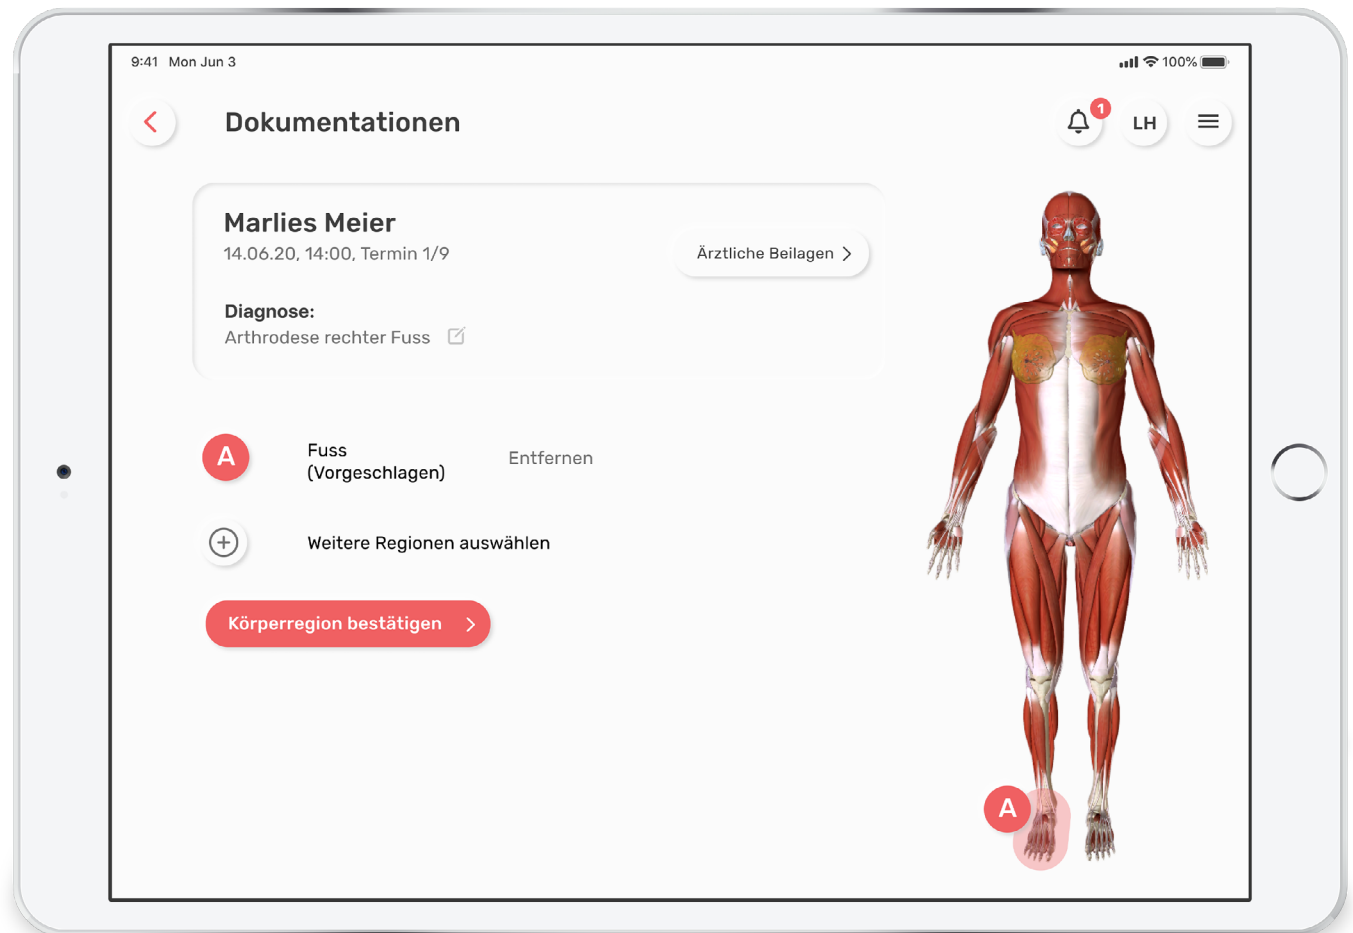 9:41 Mon Jun 3
100%
Dokumentationen
1
LH
Marlies Meier
14.06.20, 14:00, Termin 1/9
Ärztliche Beilagen
Diagnose:
Arthrodese rechter Fuss
A
Fuss
(Vorgeschlagen)
Entfernen
Weitere Regionen auswählen
Körperregion bestätigen
A